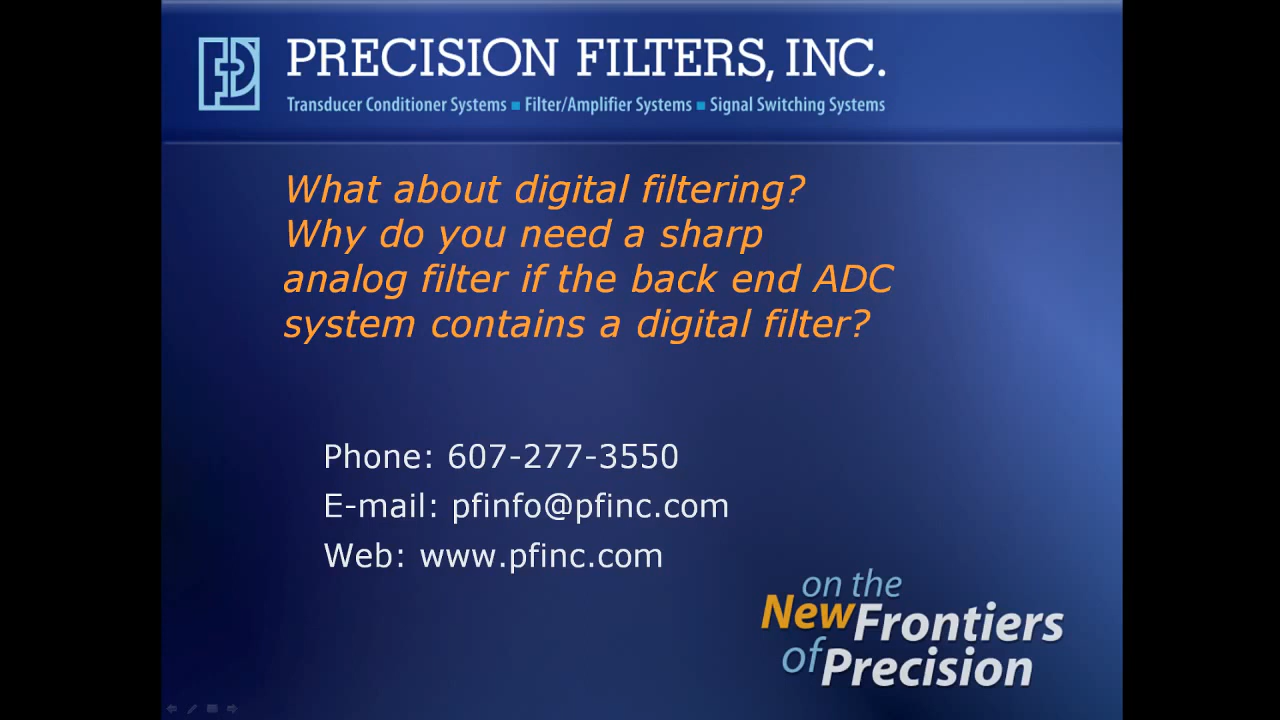 PRECISION FILTERS, INC.
Transducer Conditioner Systems ■ Filter/Amplifier Systems ■ Signal Switching Systems
What about digital filtering?
Why do you need a sharp
analog filter if the back end ADC
system contains a digital filter?
Phone: 607-277-3550
E-mail: pfinfo@pfinc.com
Web: www.pfinc.com
on the
New Frontiers
of Precision